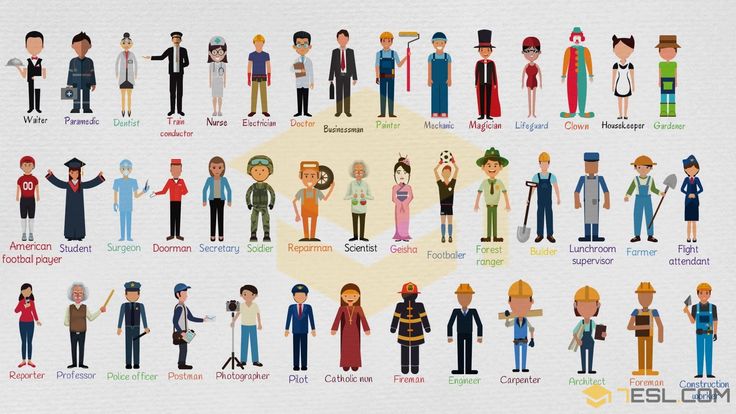 Waiter
Paramedic
Dentist
Train
conductor
Nurse
Electrician
Doctor
Businessman
Painter
Mechanic
Magician
Lifeguard
Clown
Housekeeper
Gardener
American
footbal player
Student
Surgeon
Doorman
Secretary
Soldier
Repairman
Scientist
Geisha
Footballer
Forest
ranger
Builder
Lunchroom
supervisor
Farmer
Flight
attendant
Reporter
Professor
Police officer
Postman
Photographer
Pilot
Catholic nun
Fireman
Engineer
Carpenter
Architect
Foreman
Construction
worker
7ESL.COM